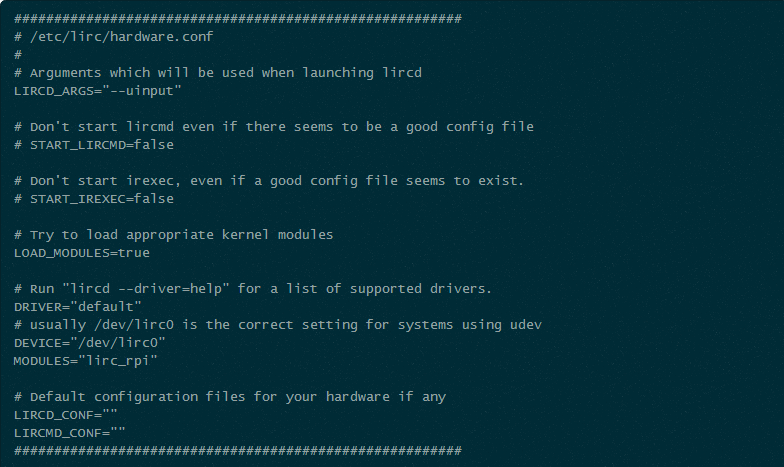 ########################################################
# /etc/lirc/hardware.conf
#
# Arguments which will be used when launching lircd
LIRCD_ARGS="--uinput"
# Don't start lircmd even if there seems to be a good config file
# START_LIRCMD=false
# Don't start irexec, even if a good config file seems to exist.
# START_IREXEC=false
# Try to load appropriate kernel modules
LOAD_MODULES=true
# Run "lircd --driver=help" for a list of supported drivers.
DRIVER="default"
# usually /dev/lirc0 is the correct setting for systems using udev
DEVICE="/dev/lirc0"
MODULES="lirc_rpi"
# Default configuration files for your hardware if any
LIRCD_CONF=""
LIRCMD_CONF=""
########################################################